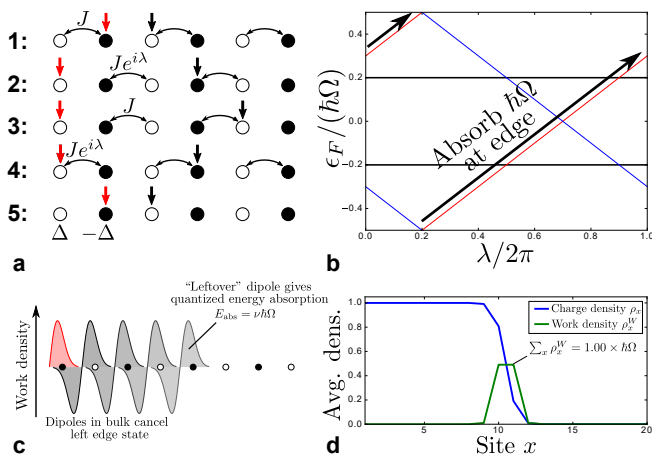 1:
J
2:
Je^{iλ}
3:
J
4:
Je^{iλ}
5:
Δ −Δ
a
ϵ_F/(ℏΩ)
0.4
0.2
0.0
−0.2
−0.4
Absorb ℏΩ
at edge
0.0 0.2 0.4 0.6 0.8 1.0
λ/2π
b
Work density
"Leftover" dipole gives
quantized energy absorption
E_abs = νℏΩ
Dipoles in bulk cancel
left edge state
c
Avg. dens.
1.0
0.8
0.6
0.4
0.2
0.0
Charge density ρ_x
Work density ρ_x^W
∑_x ρ_x^W = 1.00 × ℏΩ
5 10 15 20
Site x
d